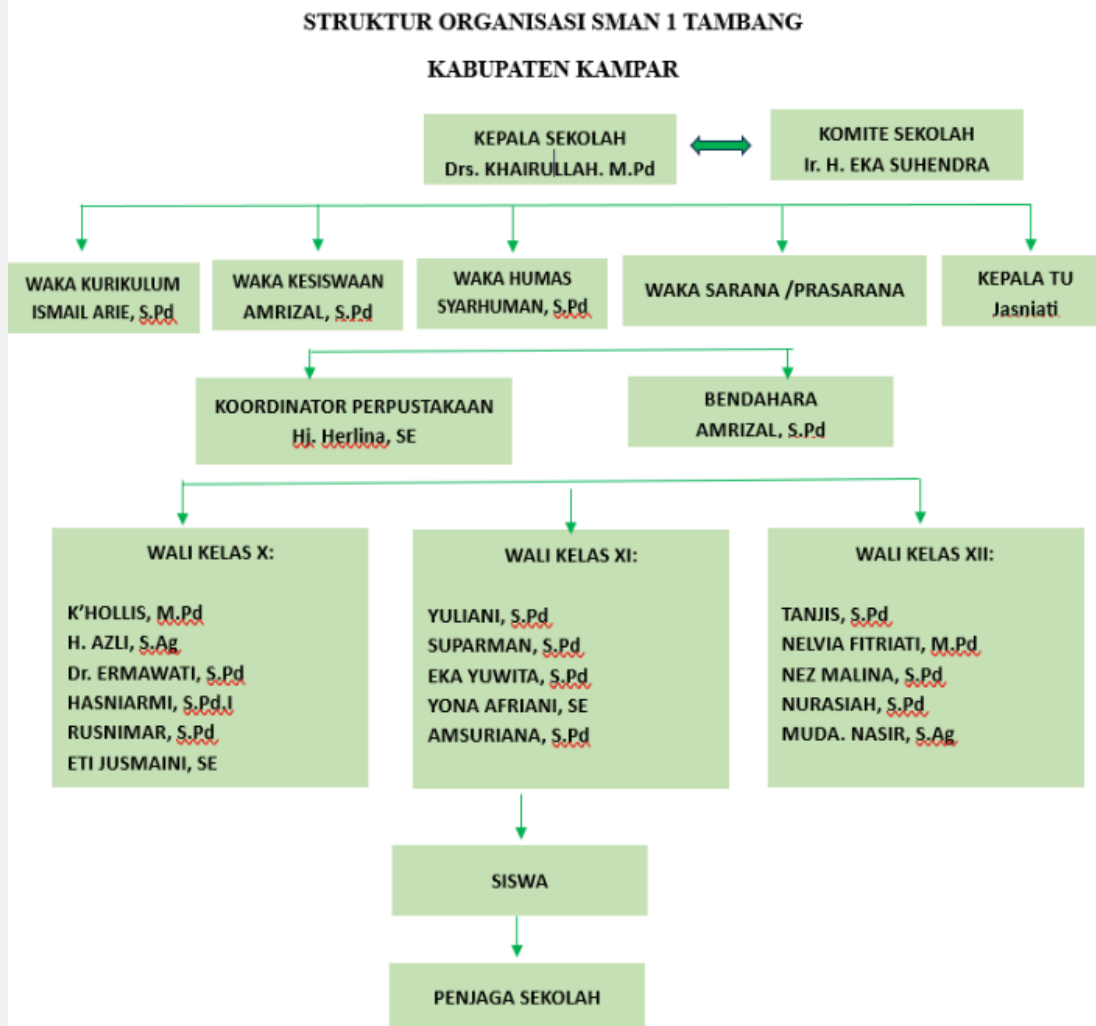 STRUKTUR ORGANISASI SMAN 1 TAMBANG
KABUPATEN KAMPAR
KEPALA SEKOLAH
Drs. KHAIRULLAH. M.Pd
KOMITE SEKOLAH
Ir. H. EKA SUHENDRA
WAKA KURIKULUM
ISMAIL ARIE, S.Pd
WAKA KESISWAAN
AMRIZAL, S.Pd
WAKA HUMAS
SYARHUMAN, S.Pd
WAKA SARANA /PRASARANA
KEPALA TU
Jasniati
KOORDINATOR PERPUSTAKAAN
Hj. Herlina, SE
BENDAHARA
AMRIZAL, S.Pd
WALI KELAS X:
K’HOLLIS, M.Pd
H. AZLI, S.Ag
Dr. ERMAWATI, S.Pd
HASNIARMI, S.Pd.I
RUSNIMAR, S.Pd
ETI JUSMAINI, SE
WALI KELAS XI:
YULIANI, S.Pd
SUPARMAN, S.Pd
EKA YUWITA, S.Pd
YONA AFRIANI, SE
AMSURIANA, S.Pd
WALI KELAS XII:
TANJIS, S.Pd
NELVIA FITRIATI, M.Pd
NEZ MALINA, S.Pd
NURASIAH, S.Pd
MUDA. NASIR, S.Ag
SISWA
PENJAGA SEKOLAH